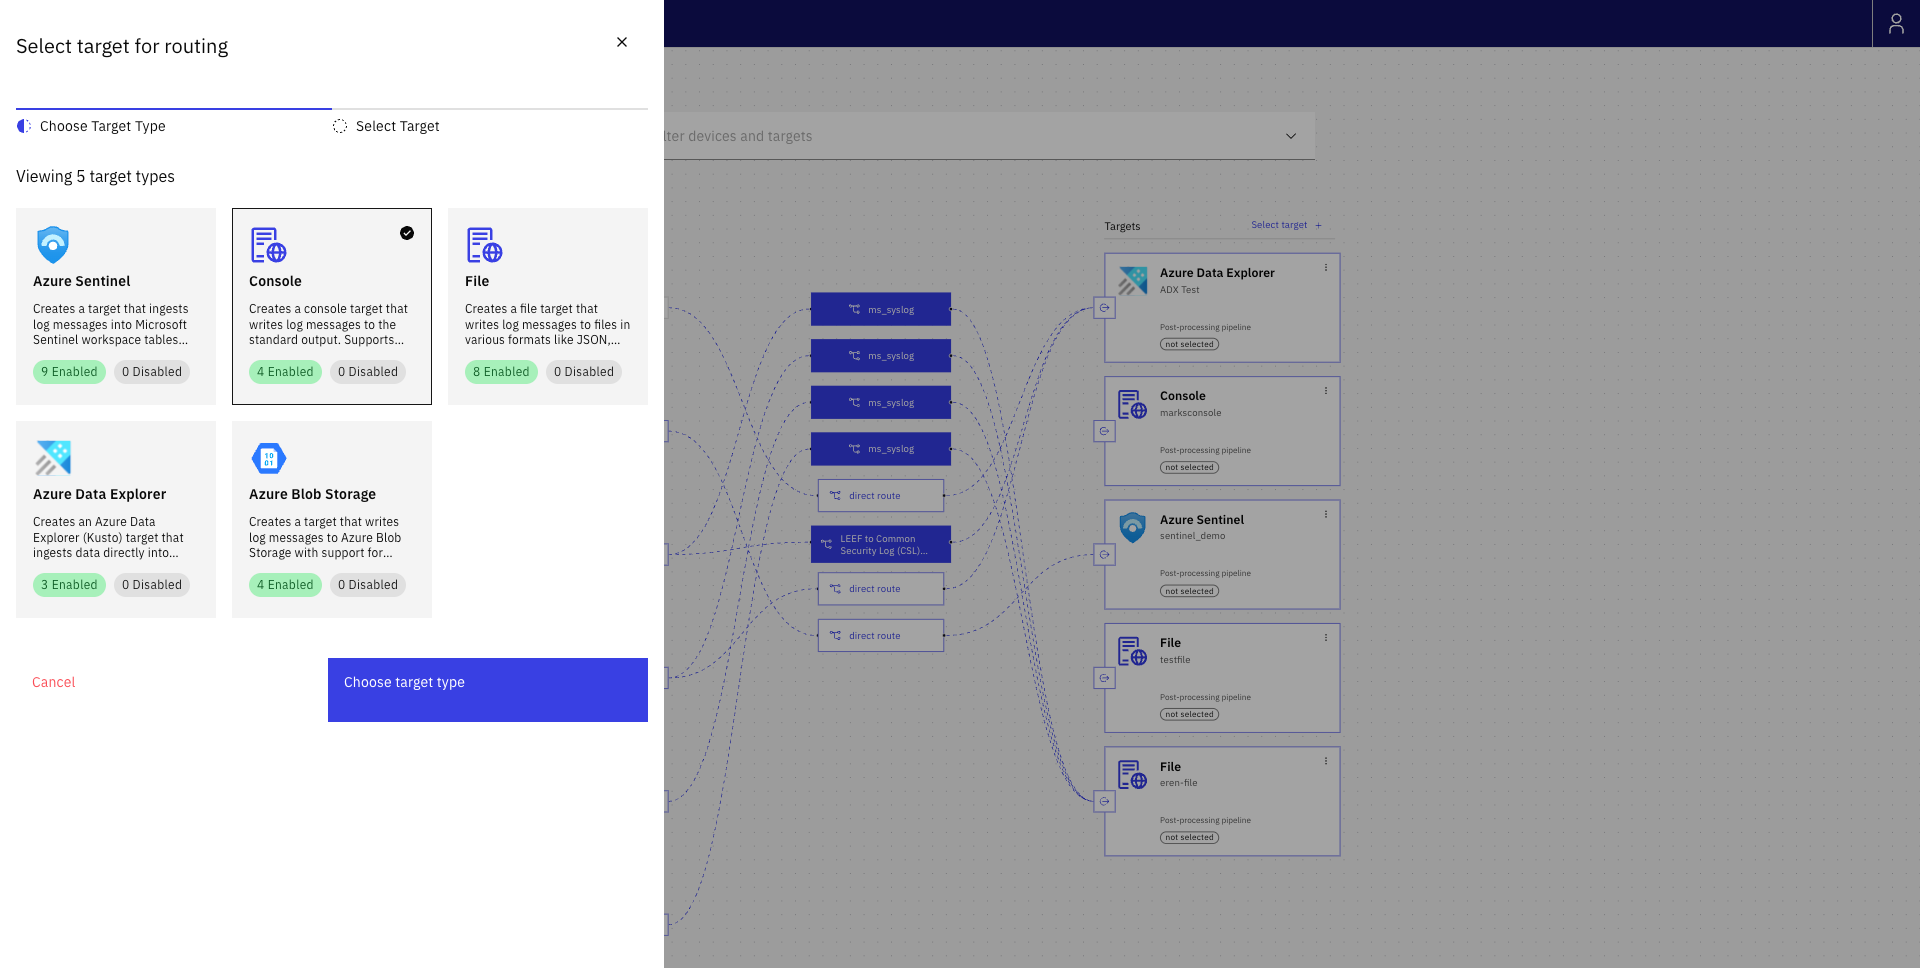 Select target for routing
Choose Target Type
Select Target
Viewing 5 target types
Azure Sentinel
Creates a target that ingests
log messages into Microsoft
Sentinel workspace tables...
9 Enabled
0 Disabled
Console
Creates a console target that
writes log messages to the
standard output. Supports...
4 Enabled
0 Disabled
File
Creates a file target that
writes log messages to files in
various formats like JSON,...
8 Enabled
0 Disabled
Azure Data Explorer
Creates an Azure Data
Explorer (Kusto) target that
ingests data directly into...
3 Enabled
0 Disabled
10
01
Azure Blob Storage
Creates a target that writes
log messages to Azure Blob
Storage with support for...
4 Enabled
0 Disabled
Cancel
Choose target type
lter devices and targets
ms_syslog
ms_syslog
ms_syslog
ms_syslog
direct route
LEEF to Common
Security Log (CSL)...
direct route
direct route
Targets
Select target +
Azure Data Explorer
ADX Test
Post-processing pipeline
not selected
Console
marksconsole
Post-processing pipeline
not selected
Azure Sentinel
sentinel_demo
Post-processing pipeline
not selected
File
testfile
Post-processing pipeline
not selected
File
eren-file
Post-processing pipeline
not selected